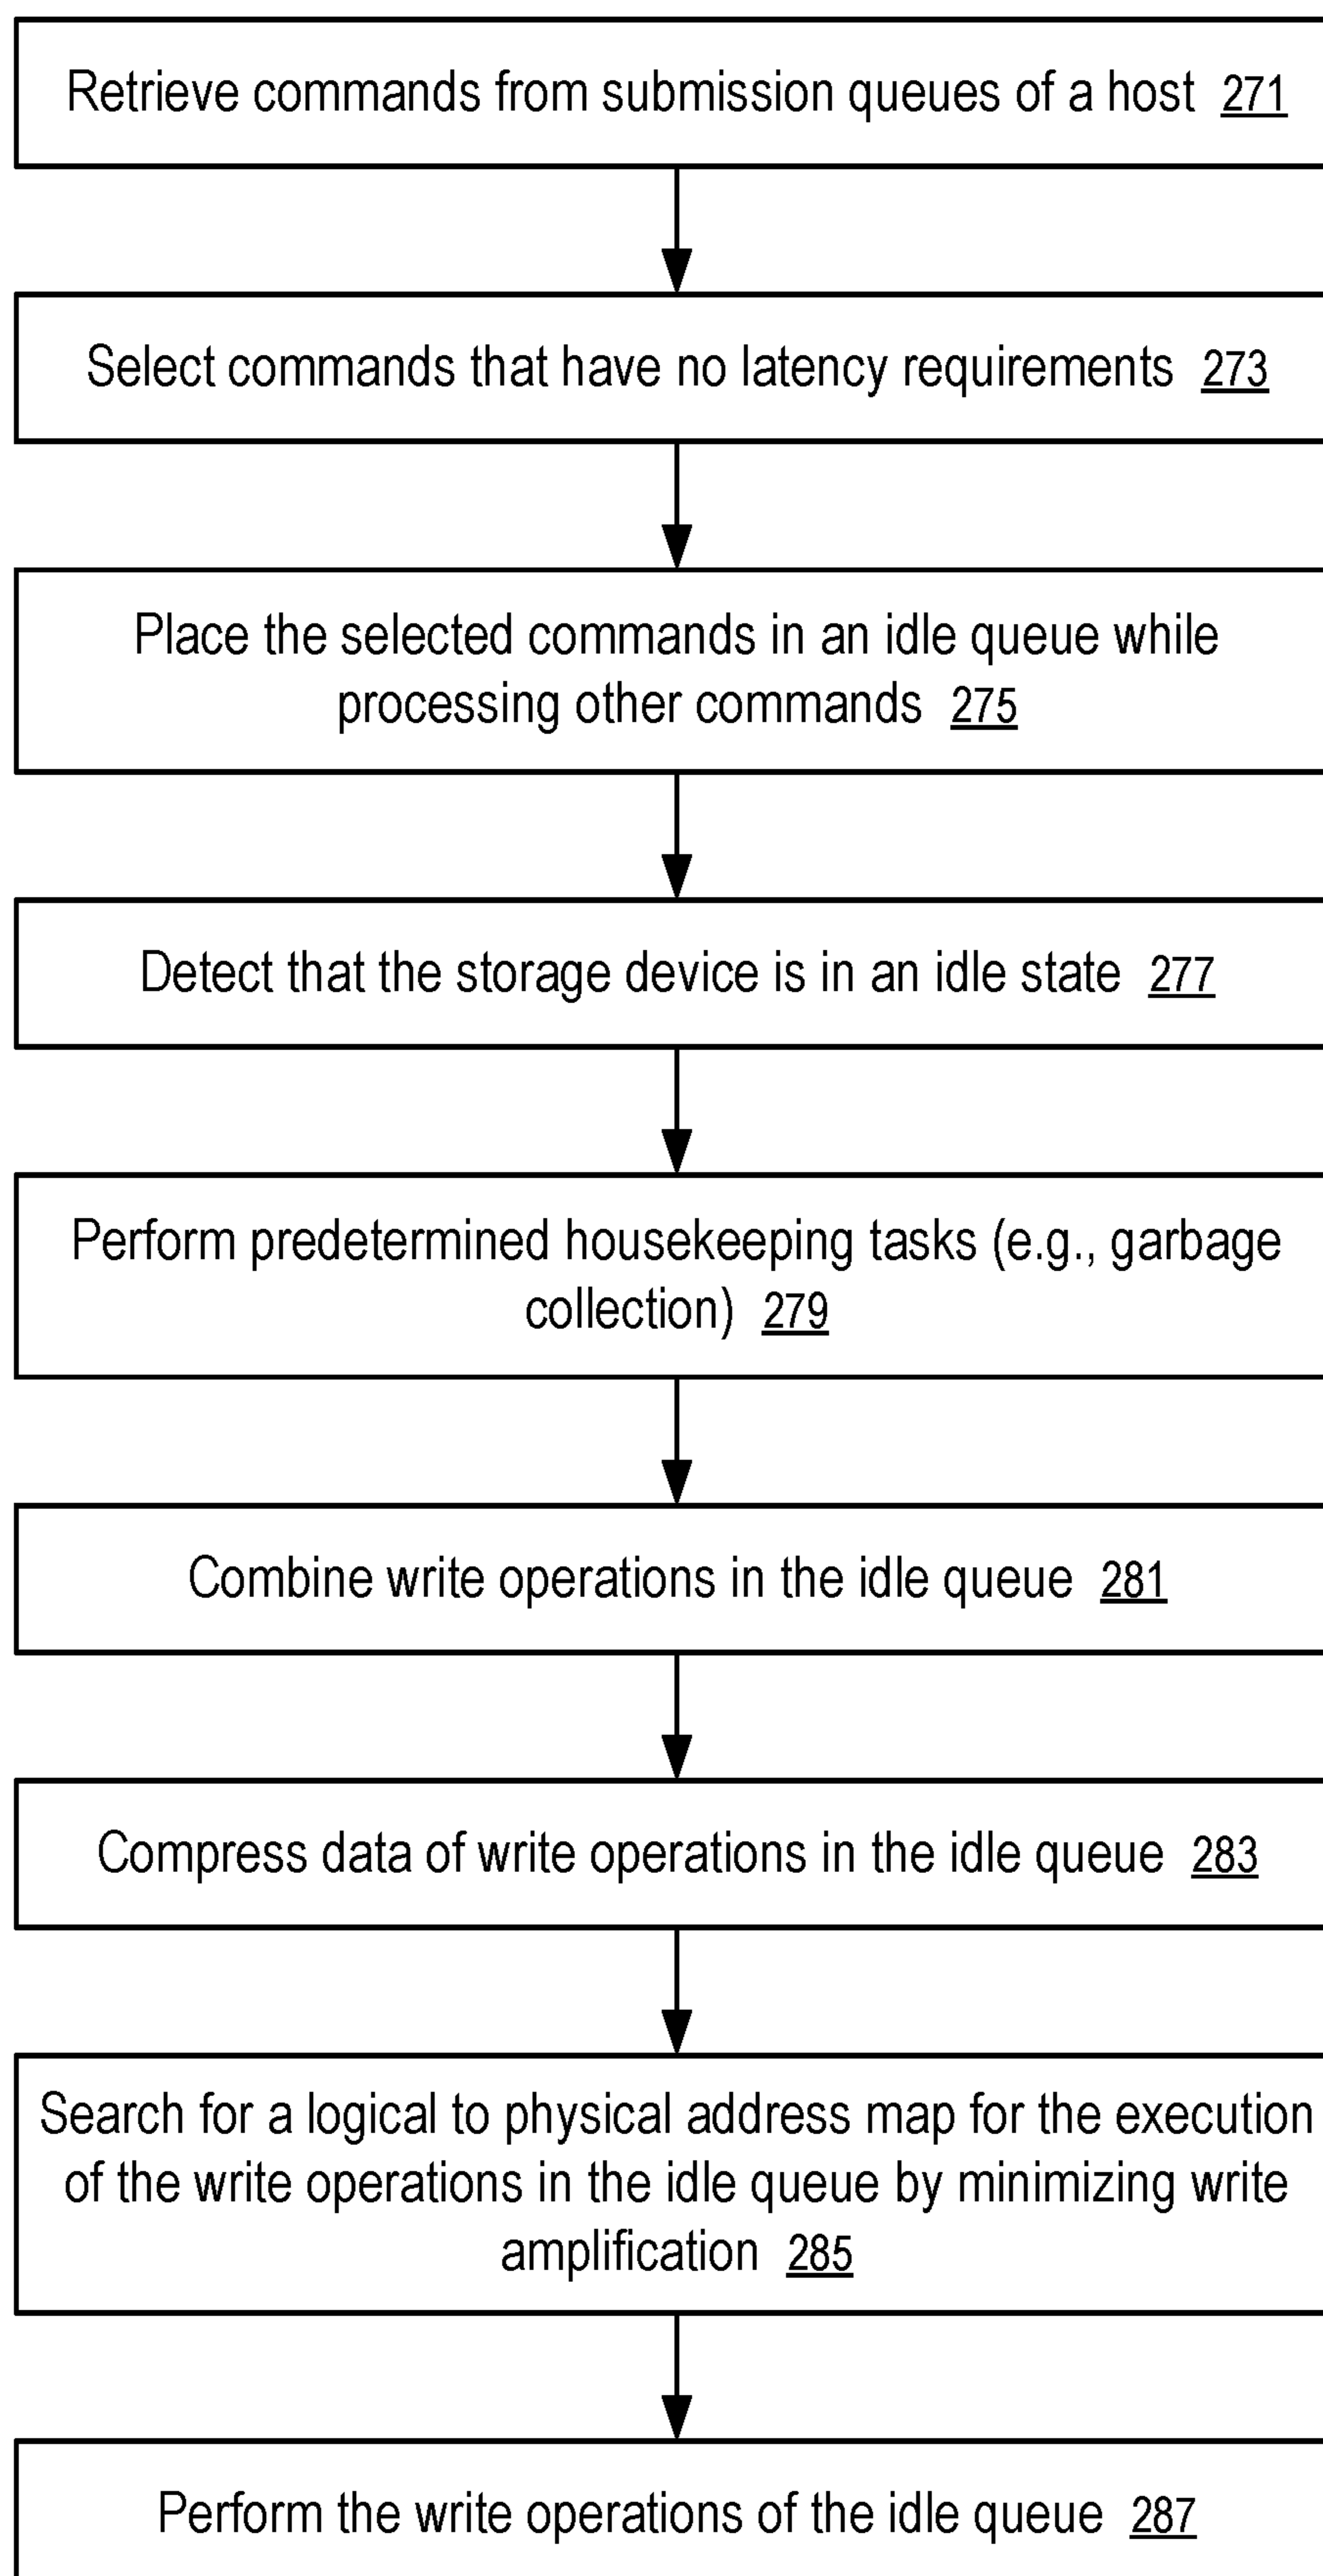 Retrieve commands from submission queues of a host 271
Select commands that have no latency requirements 273
Place the selected commands in an idle queue while
processing other commands 275
Detect that the storage device is in an idle state 277
Perform predetermined housekeeping tasks (e.g., garbage
collection) 279
Combine write operations in the idle queue 281
Compress data of write operations in the idle queue 283
Search for a logical to physical address map for the execution
of the write operations in the idle queue by minimizing write
amplification 285
Perform the write operations of the idle queue 287